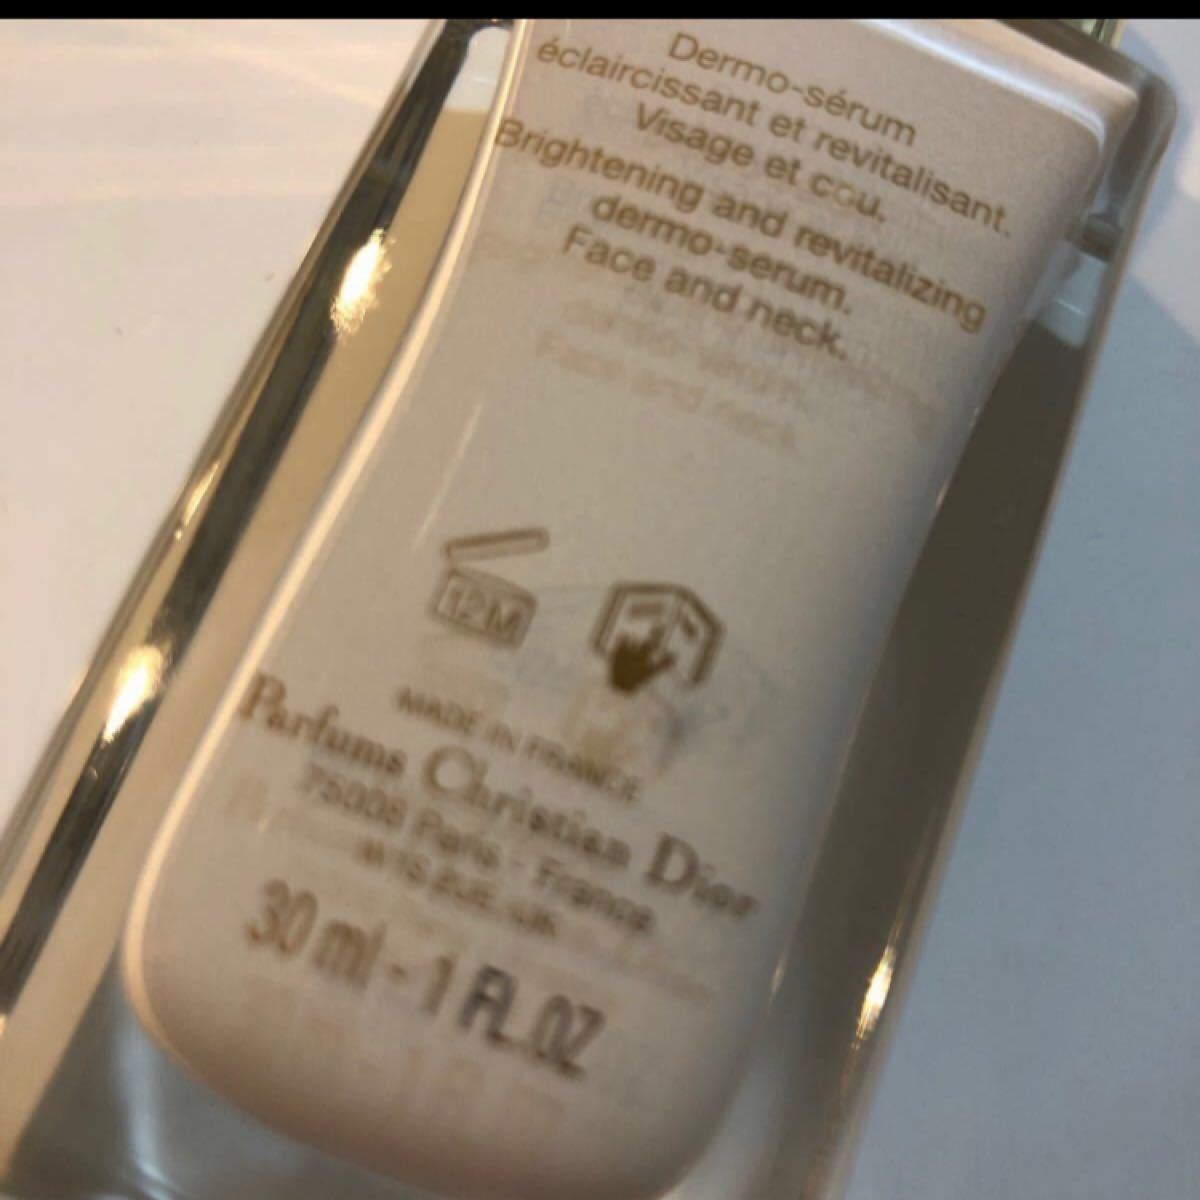 Dermo-sérum
éclaircissant et revitalisant.
Visage et cou.
Brightening and revitalizing
dermo-serum.
Face and neck.
12M
MADE IN FRANCE
Parfums Christian Dior
75008 Paris - France
30 ml - 1 FL.OZ